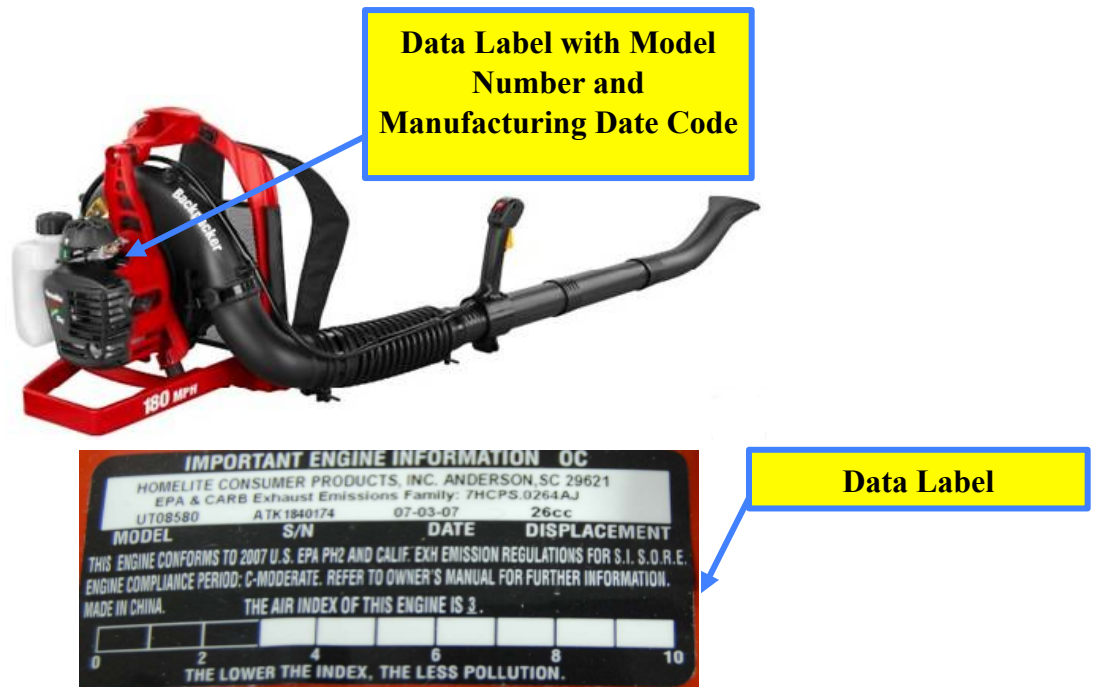 Data Label with Model
Number and
Manufacturing Date Code
Backpacker
180 MPH
IMPORTANT ENGINE INFORMATION OC
HOMELITE CONSUMER PRODUCTS, INC. ANDERSON, SC 29621
EPA & CARB Exhaust Emissions Family: 7HCPS.0264AJ
UT08580 ATK1840174 07-03-07 26cc
MODEL S/N DATE DISPLACEMENT
THIS ENGINE CONFORMS TO 2007 U.S. EPA PH2 AND CALIF. EXH EMISSION REGULATIONS FOR S.I. S.O.R.E.
ENGINE COMPLIANCE PERIOD: C-MODERATE. REFER TO OWNER'S MANUAL FOR FURTHER INFORMATION.
MADE IN CHINA. THE AIR INDEX OF THIS ENGINE IS 3 .
0 2 4 6 8 10
THE LOWER THE INDEX, THE LESS POLLUTION.
Data Label